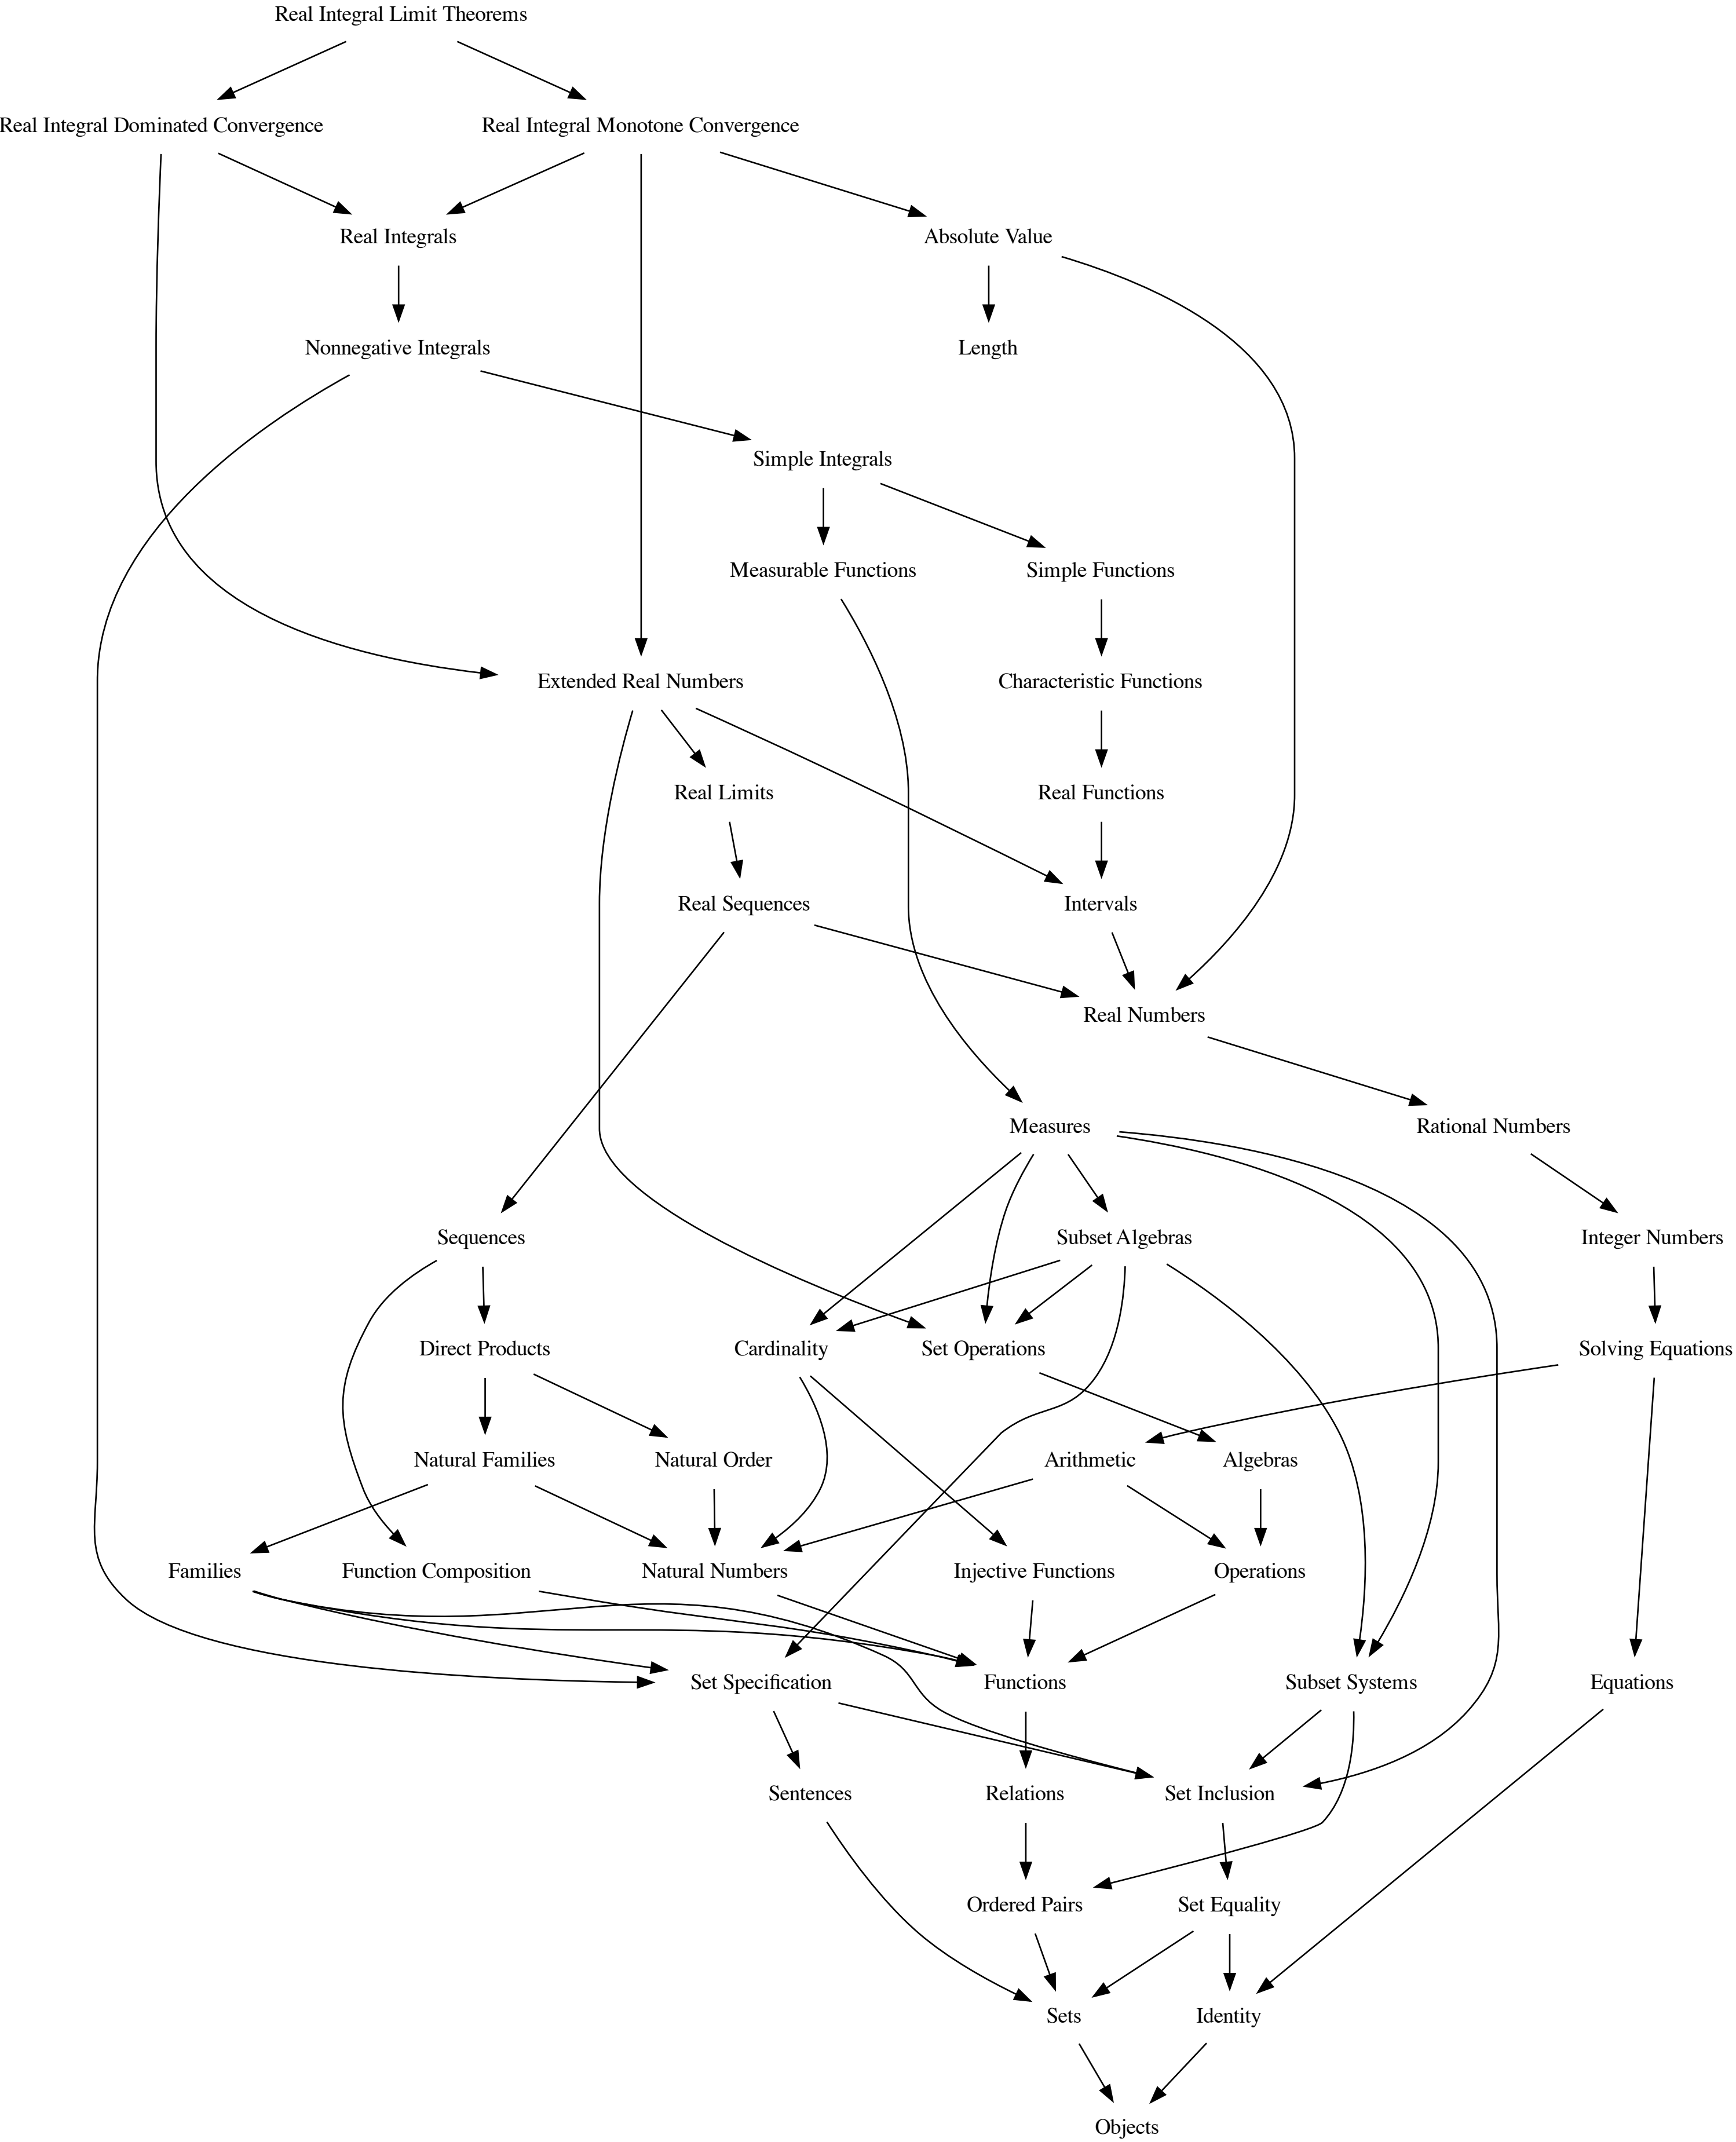 Real Integral Limit Theorems
Real Integral Dominated Convergence
Real Integral Monotone Convergence
Real Integrals
Absolute Value
Nonnegative Integrals
Length
Simple Integrals
Measurable Functions
Simple Functions
Extended Real Numbers
Characteristic Functions
Real Limits
Real Functions
Real Sequences
Intervals
Real Numbers
Measures
Rational Numbers
Sequences
Subset Algebras
Integer Numbers
Direct Products
Cardinality
Set Operations
Solving Equations
Natural Families
Natural Order
Arithmetic
Algebras
Families
Function Composition
Natural Numbers
Injective Functions
Operations
Set Specification
Functions
Subset Systems
Equations
Sentences
Relations
Set Inclusion
Ordered Pairs
Set Equality
Sets
Identity
Objects